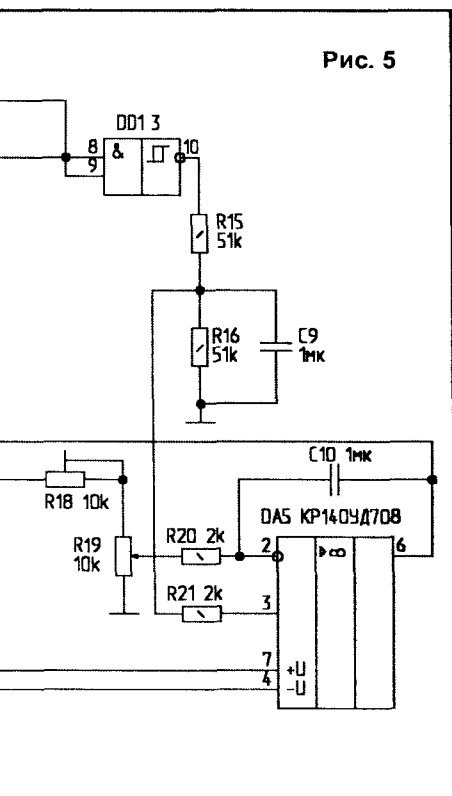 Рис. 5
DD1 3
8
9
&
10
R15
51k
R16
51k
C9
1мк
C10 1мк
R18 10k
DA5 КР140УД708
R19
10k
R20 2k
2
▷∞
6
R21 2k
3
7
+U
4
-U